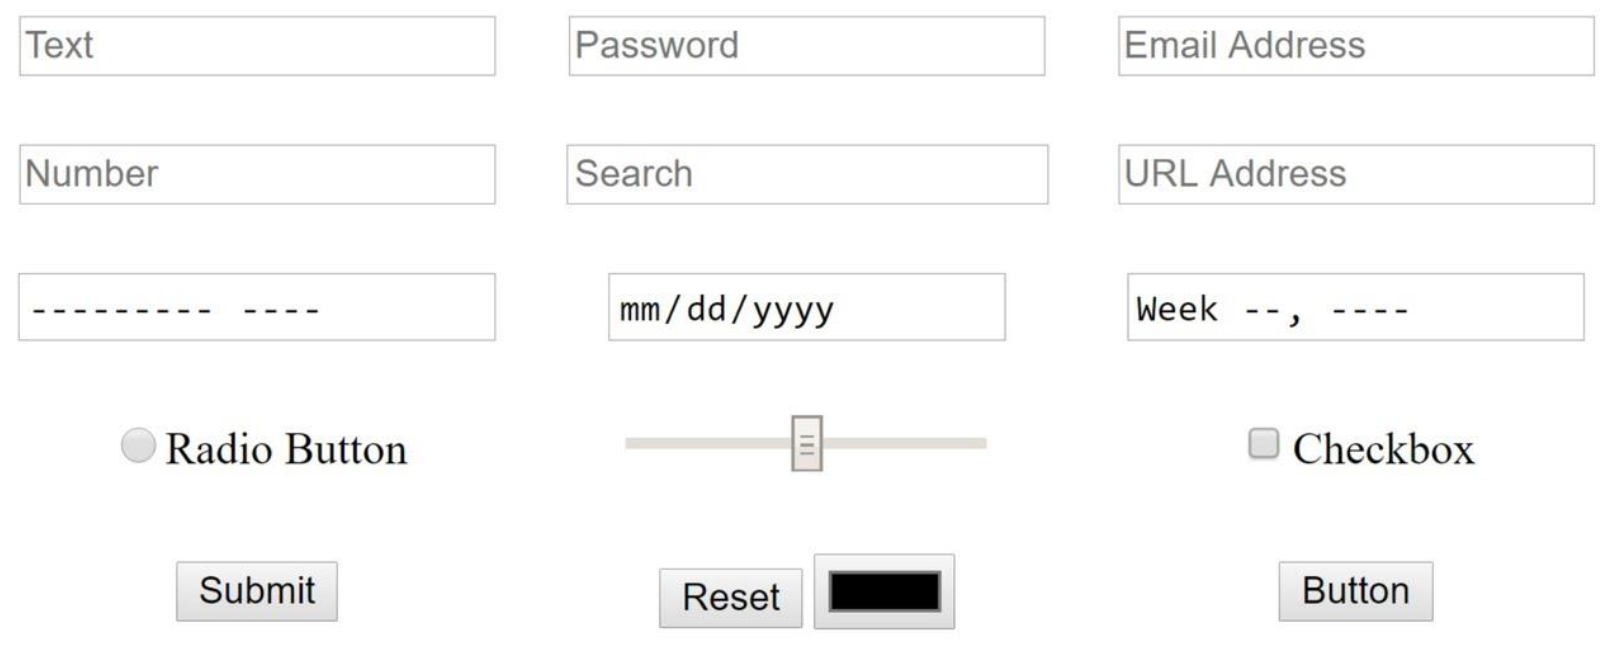 Text Password Email Address
Number Search URL Address
--------- ---- mm/dd/yyyy Week --, ----
Radio Button Checkbox
Submit Reset Button